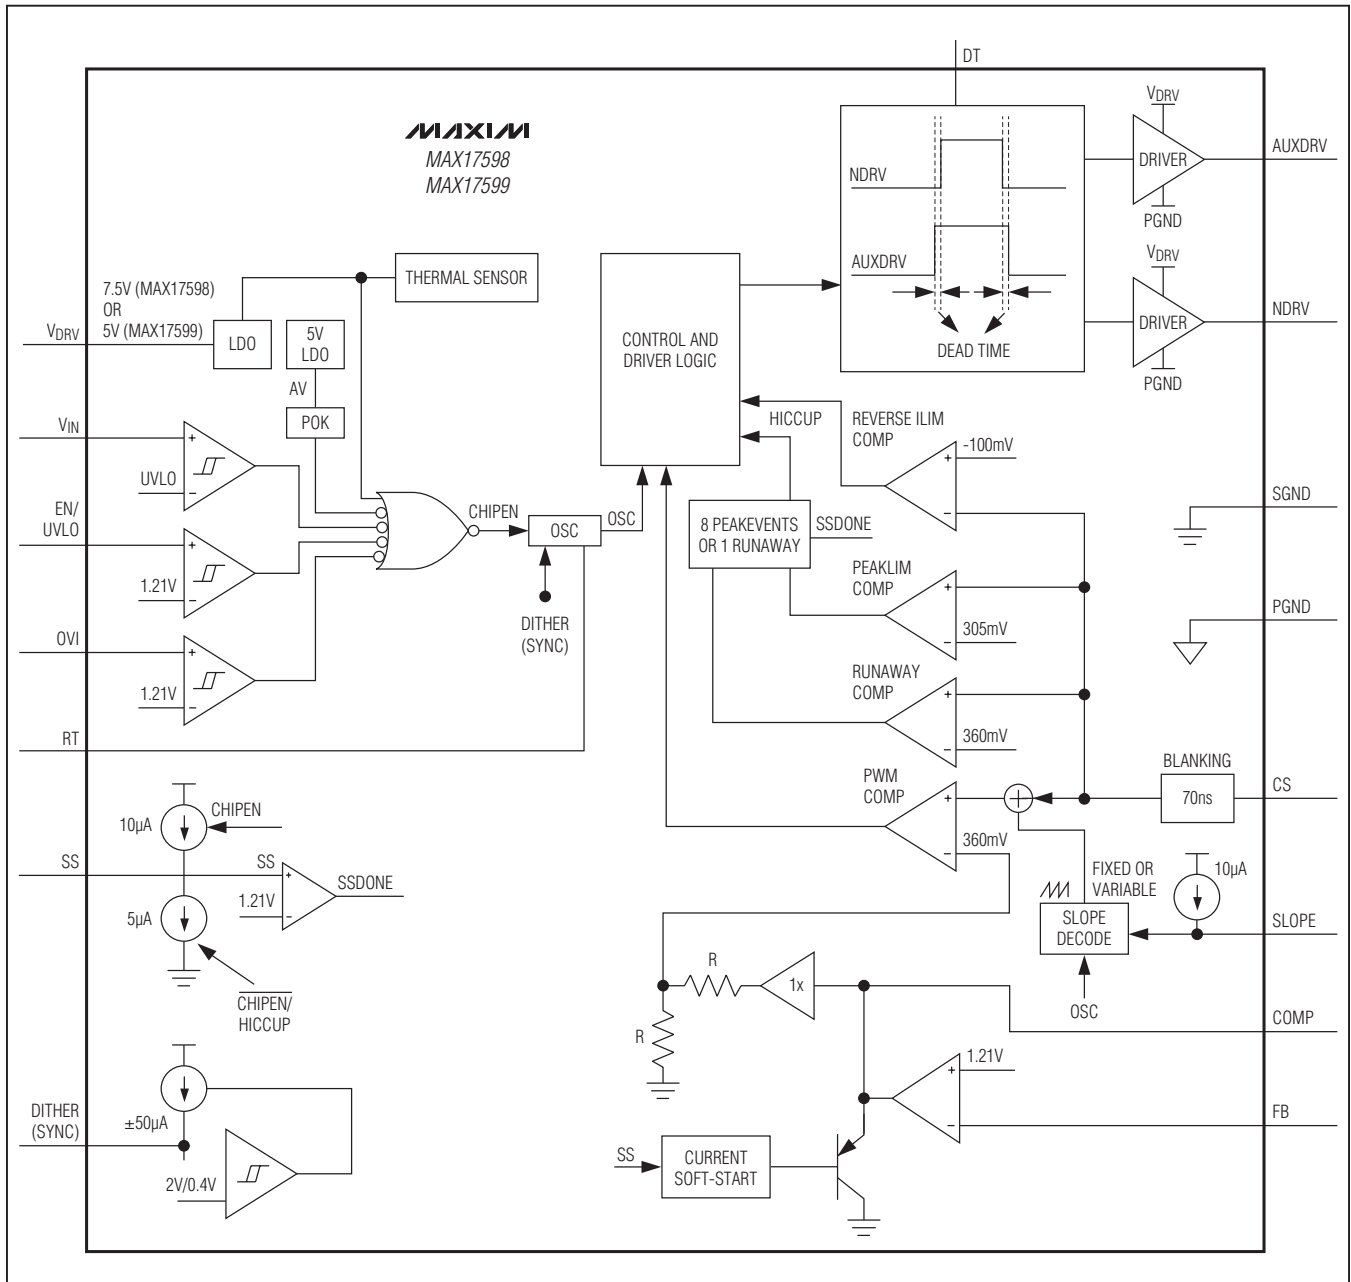 DT
MAXIM
MAX17598
MAX17599
VDRV
DRIVER
AUXDRV
PGND
NDRV
AUXDRV
DEAD TIME
VDRV
DRIVER
NDRV
PGND
THERMAL SENSOR
7.5V (MAX17598)
OR
5V (MAX17599)
VDRV
LDO
5V
LDO
AV
POK
CONTROL AND
DRIVER LOGIC
VIN
+
UVLO
−
EN/
UVLO
+
1.21V
−
OVI
+
1.21V
−
RT
CHIPEN
OSC
OSC
DITHER
(SYNC)
HICCUP
REVERSE ILIM
COMP
-100mV
+
−
8 PEAKEVENTS
OR 1 RUNAWAY
SSDONE
PEAKLIM
COMP
+
305mV
−
RUNAWAY
COMP
+
360mV
−
PWM
COMP
+
360mV
−
+
SGND
PGND
BLANKING
70ns
CS
FIXED OR
VARIABLE
10µA
SLOPE
DECODE
SLOPE
OSC
10µA
CHIPEN
SS
SS
+
1.21V
−
SSDONE
5µA
CHIPEN/
HICCUP
R
1x
R
COMP
1.21V
+
−
FB
SS
CURRENT
SOFT-START
DITHER
(SYNC)
±50µA
2V/0.4V